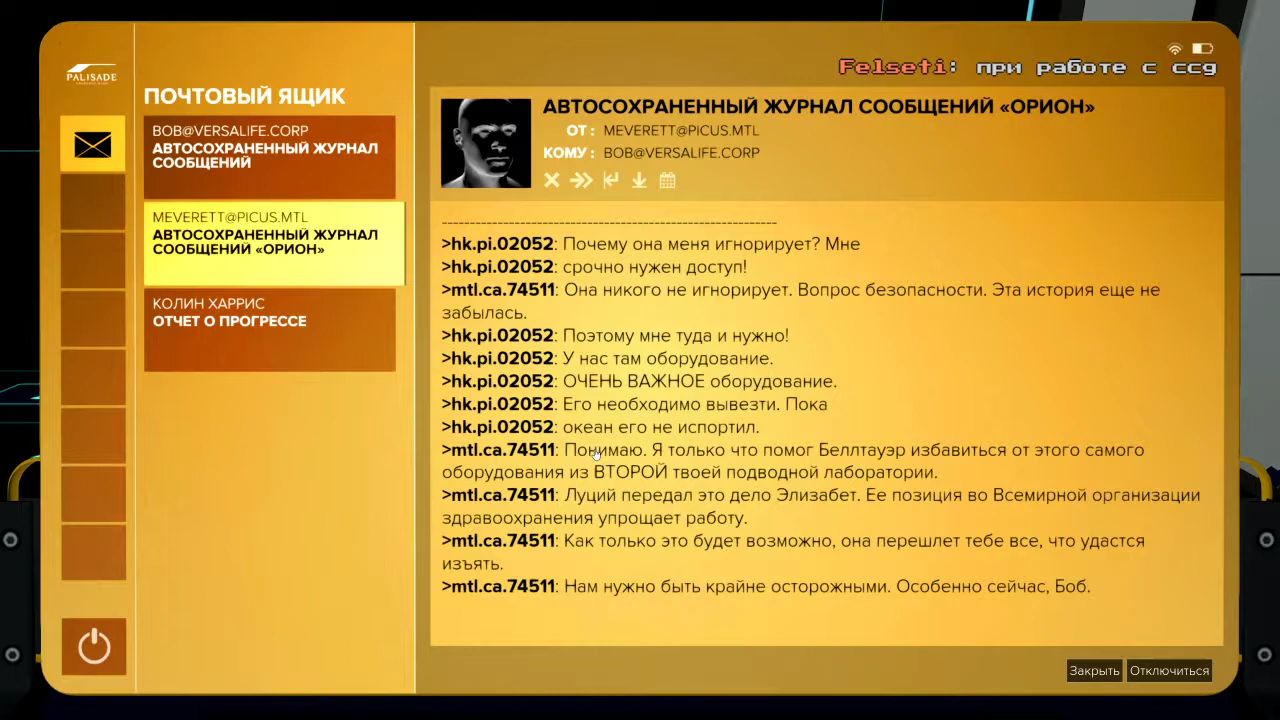 PALISADE
ПОЧТОВЫЙ ЯЩИК
BOB@VERSALIFE.CORP
АВТОСОХРАНЕННЫЙ ЖУРНАЛ
СООБЩЕНИЙ
MEVERETT@PICUS.MTL
АВТОСОХРАНЕННЫЙ ЖУРНАЛ
СООБЩЕНИЙ «ОРИОН»
КОЛИН ХАРРИС
ОТЧЕТ О ПРОГРЕССЕ
Felseti: при работе с ссg
АВТОСОХРАНЕННЫЙ ЖУРНАЛ СООБЩЕНИЙ «ОРИОН»
ОТ : MEVERETT@PICUS.MTL
КОМУ : BOB@VERSALIFE.CORP
>hk.pi.02052: Почему она меня игнорирует? Мне
>hk.pi.02052: срочно нужен доступ!
>mtl.ca.74511: Она никого не игнорирует. Вопрос безопасности. Эта история еще не
забылась.
>hk.pi.02052: Поэтому мне туда и нужно!
>hk.pi.02052: У нас там оборудование.
>hk.pi.02052: ОЧЕНЬ ВАЖНОЕ оборудование.
>hk.pi.02052: Его необходимо вывезти. Пока
>hk.pi.02052: океан его не испортил.
>mtl.ca.74511: Понимаю. Я только что помог Беллтауэр избавиться от этого самого
оборудования из ВТОРОЙ твоей подводной лаборатории.
>mtl.ca.74511: Луций передал это дело Элизабет. Ее позиция во Всемирной организации
здравоохранения упрощает работу.
>mtl.ca.74511: Как только это будет возможно, она перешлет тебе все, что удастся
изъять.
>mtl.ca.74511: Нам нужно быть крайне осторожными. Особенно сейчас, Боб.
Закрыть Отключиться